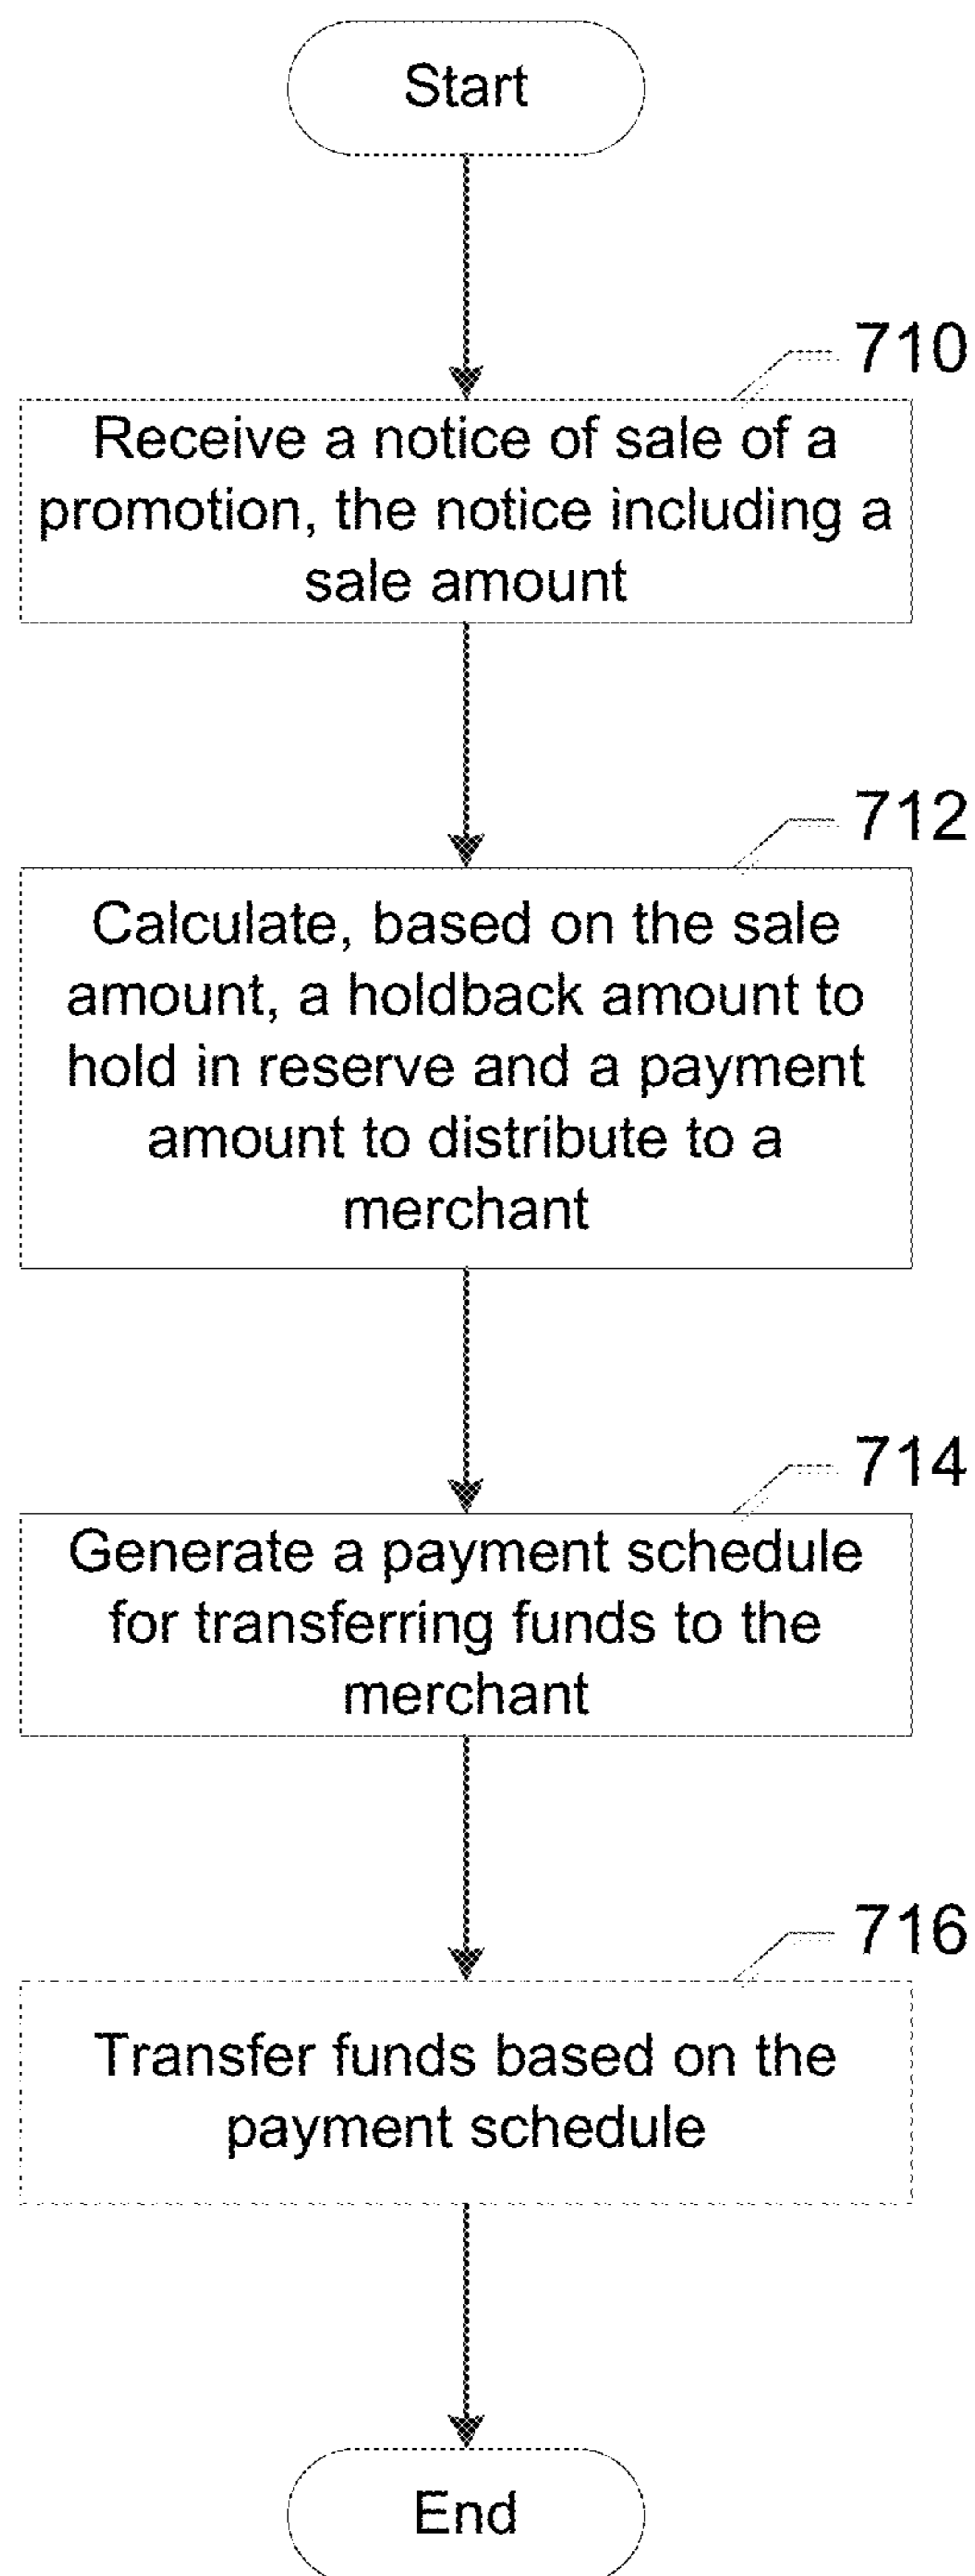 Start
710
Receive a notice of sale of a
promotion, the notice including a
sale amount
712
Calculate, based on the sale
amount, a holdback amount to
hold in reserve and a payment
amount to distribute to a
merchant
714
Generate a payment schedule
for transferring funds to the
merchant
716
Transfer funds based on the
payment schedule
End